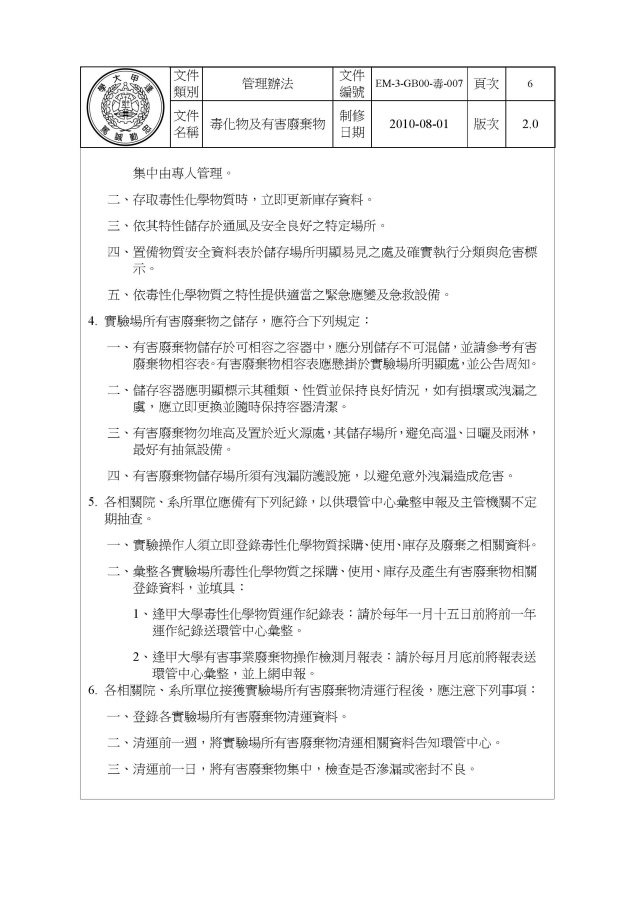 逢甲大學
忠勤誠篤
文件類別 管理辦法 文件編號 EM-3-GB00-毒-007 頁次 6
文件名稱 毒化物及有害廢棄物 制修日期 2010-08-01 版次 2.0
集中由專人管理。
二、存取毒性化學物質時，立即更新庫存資料。
三、依其特性儲存於通風及安全良好之特定場所。
四、置備物質安全資料表於儲存場所明顯易見之處及確實執行分類與危害標
示。
五、依毒性化學物質之特性提供適當之緊急應變及急救設備。
4. 實驗場所有害廢棄物之儲存，應符合下列規定：
一、有害廢棄物儲存於可相容之容器中，應分別儲存不可混儲，並請參考有害
廢棄物相容表。有害廢棄物相容表應懸掛於實驗場所明顯處，並公告周知。
二、儲存容器應明顯標示其種類、性質並保持良好情況，如有損壞或洩漏之
虞，應立即更換並隨時保持容器清潔。
三、有害廢棄物勿堆高及置於近火源處，其儲存場所，避免高溫、日曬及雨淋，
最好有抽氣設備。
四、有害廢棄物儲存場所須有洩漏防護設施，以避免意外洩漏造成危害。
5. 各相關院、系所單位應備有下列紀錄，以供環管中心彙整申報及主管機關不定
期抽查。
一、實驗操作人須立即登錄毒性化學物質採購、使用、庫存及廢棄之相關資料。
二、彙整各實驗場所毒性化學物質之採購、使用、庫存及產生有害廢棄物相關
登錄資料，並填具：
1、逢甲大學毒性化學物質運作紀錄表：請於每年一月十五日前將前一年
運作紀錄送環管中心彙整。
2、逢甲大學有害事業廢棄物操作檢測月報表：請於每月月底前將報表送
環管中心彙整，並上網申報。
6. 各相關院、系所單位接獲實驗場所有害廢棄物清運行程後，應注意下列事項：
一、登錄各實驗場所有害廢棄物清運資料。
二、清運前一週，將實驗場所有害廢棄物清運相關資料告知環管中心。
三、清運前一日，將有害廢棄物集中，檢查是否滲漏或密封不良。